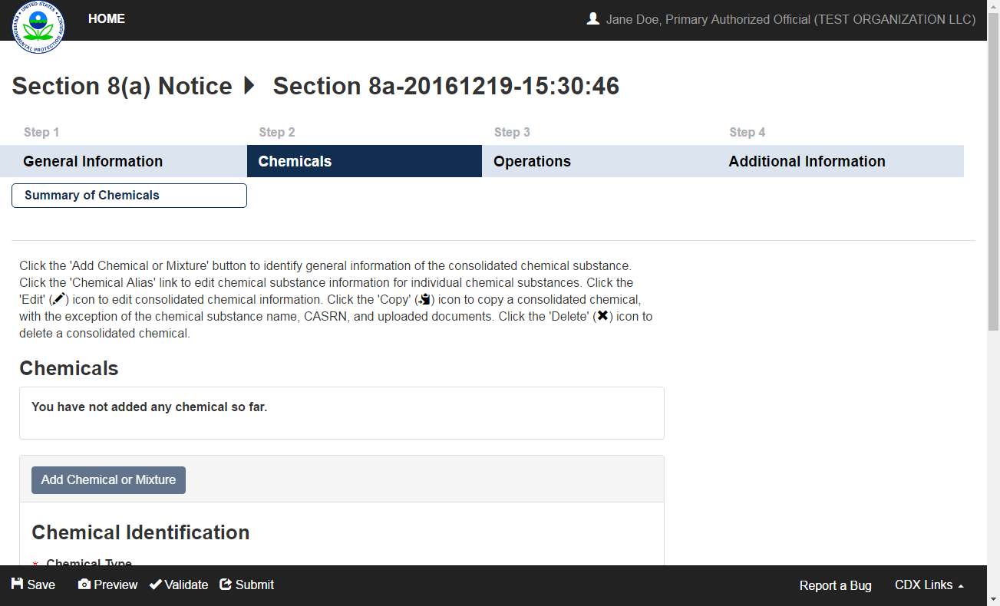 UNITED STATES
ENVIRONMENTAL PROTECTION AGENCY
HOME
Jane Doe, Primary Authorized Official (TEST ORGANIZATION LLC)
Section 8(a) Notice Section 8a-20161219-15:30:46
Step 1 Step 2 Step 3 Step 4
General Information Chemicals Operations Additional Information
Summary of Chemicals
Click the 'Add Chemical or Mixture' button to identify general information of the consolidated chemical substance.
Click the 'Chemical Alias' link to edit chemical substance information for individual chemical substances. Click the
'Edit' ( ) icon to edit consolidated chemical information. Click the 'Copy' ( ) icon to copy a consolidated chemical,
with the exception of the chemical substance name, CASRN, and uploaded documents. Click the 'Delete' (✖) icon to
delete a consolidated chemical.
Chemicals
You have not added any chemical so far.
Add Chemical or Mixture
Chemical Identification
* Chemical Type
Save Preview Validate Submit Report a Bug CDX Links